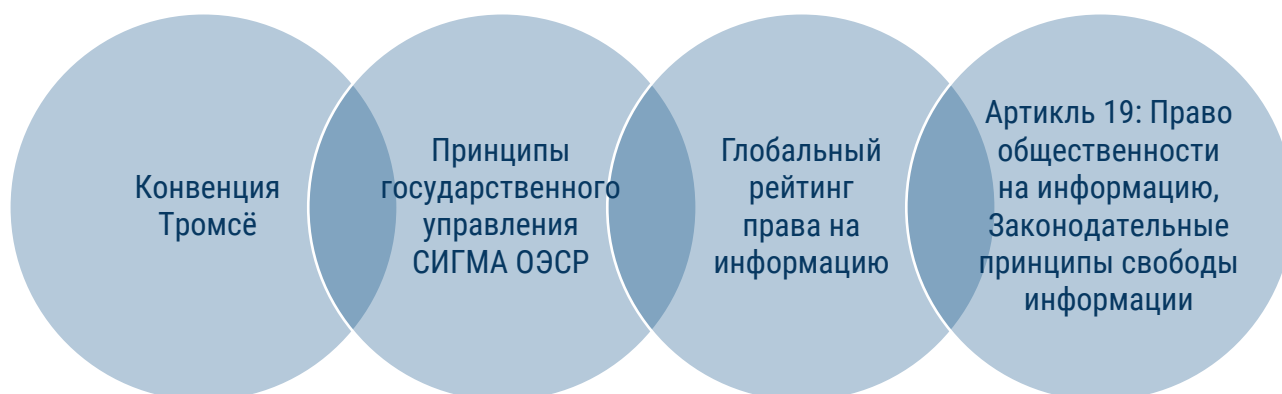 Конвенция
Тромсё
Принципы
государственного
управления
СИГМА ОЭСР
Глобальный
рейтинг
права на
информацию
Артикль 19: Право
общественности
на информацию,
Законодательные
принципы свободы
информации